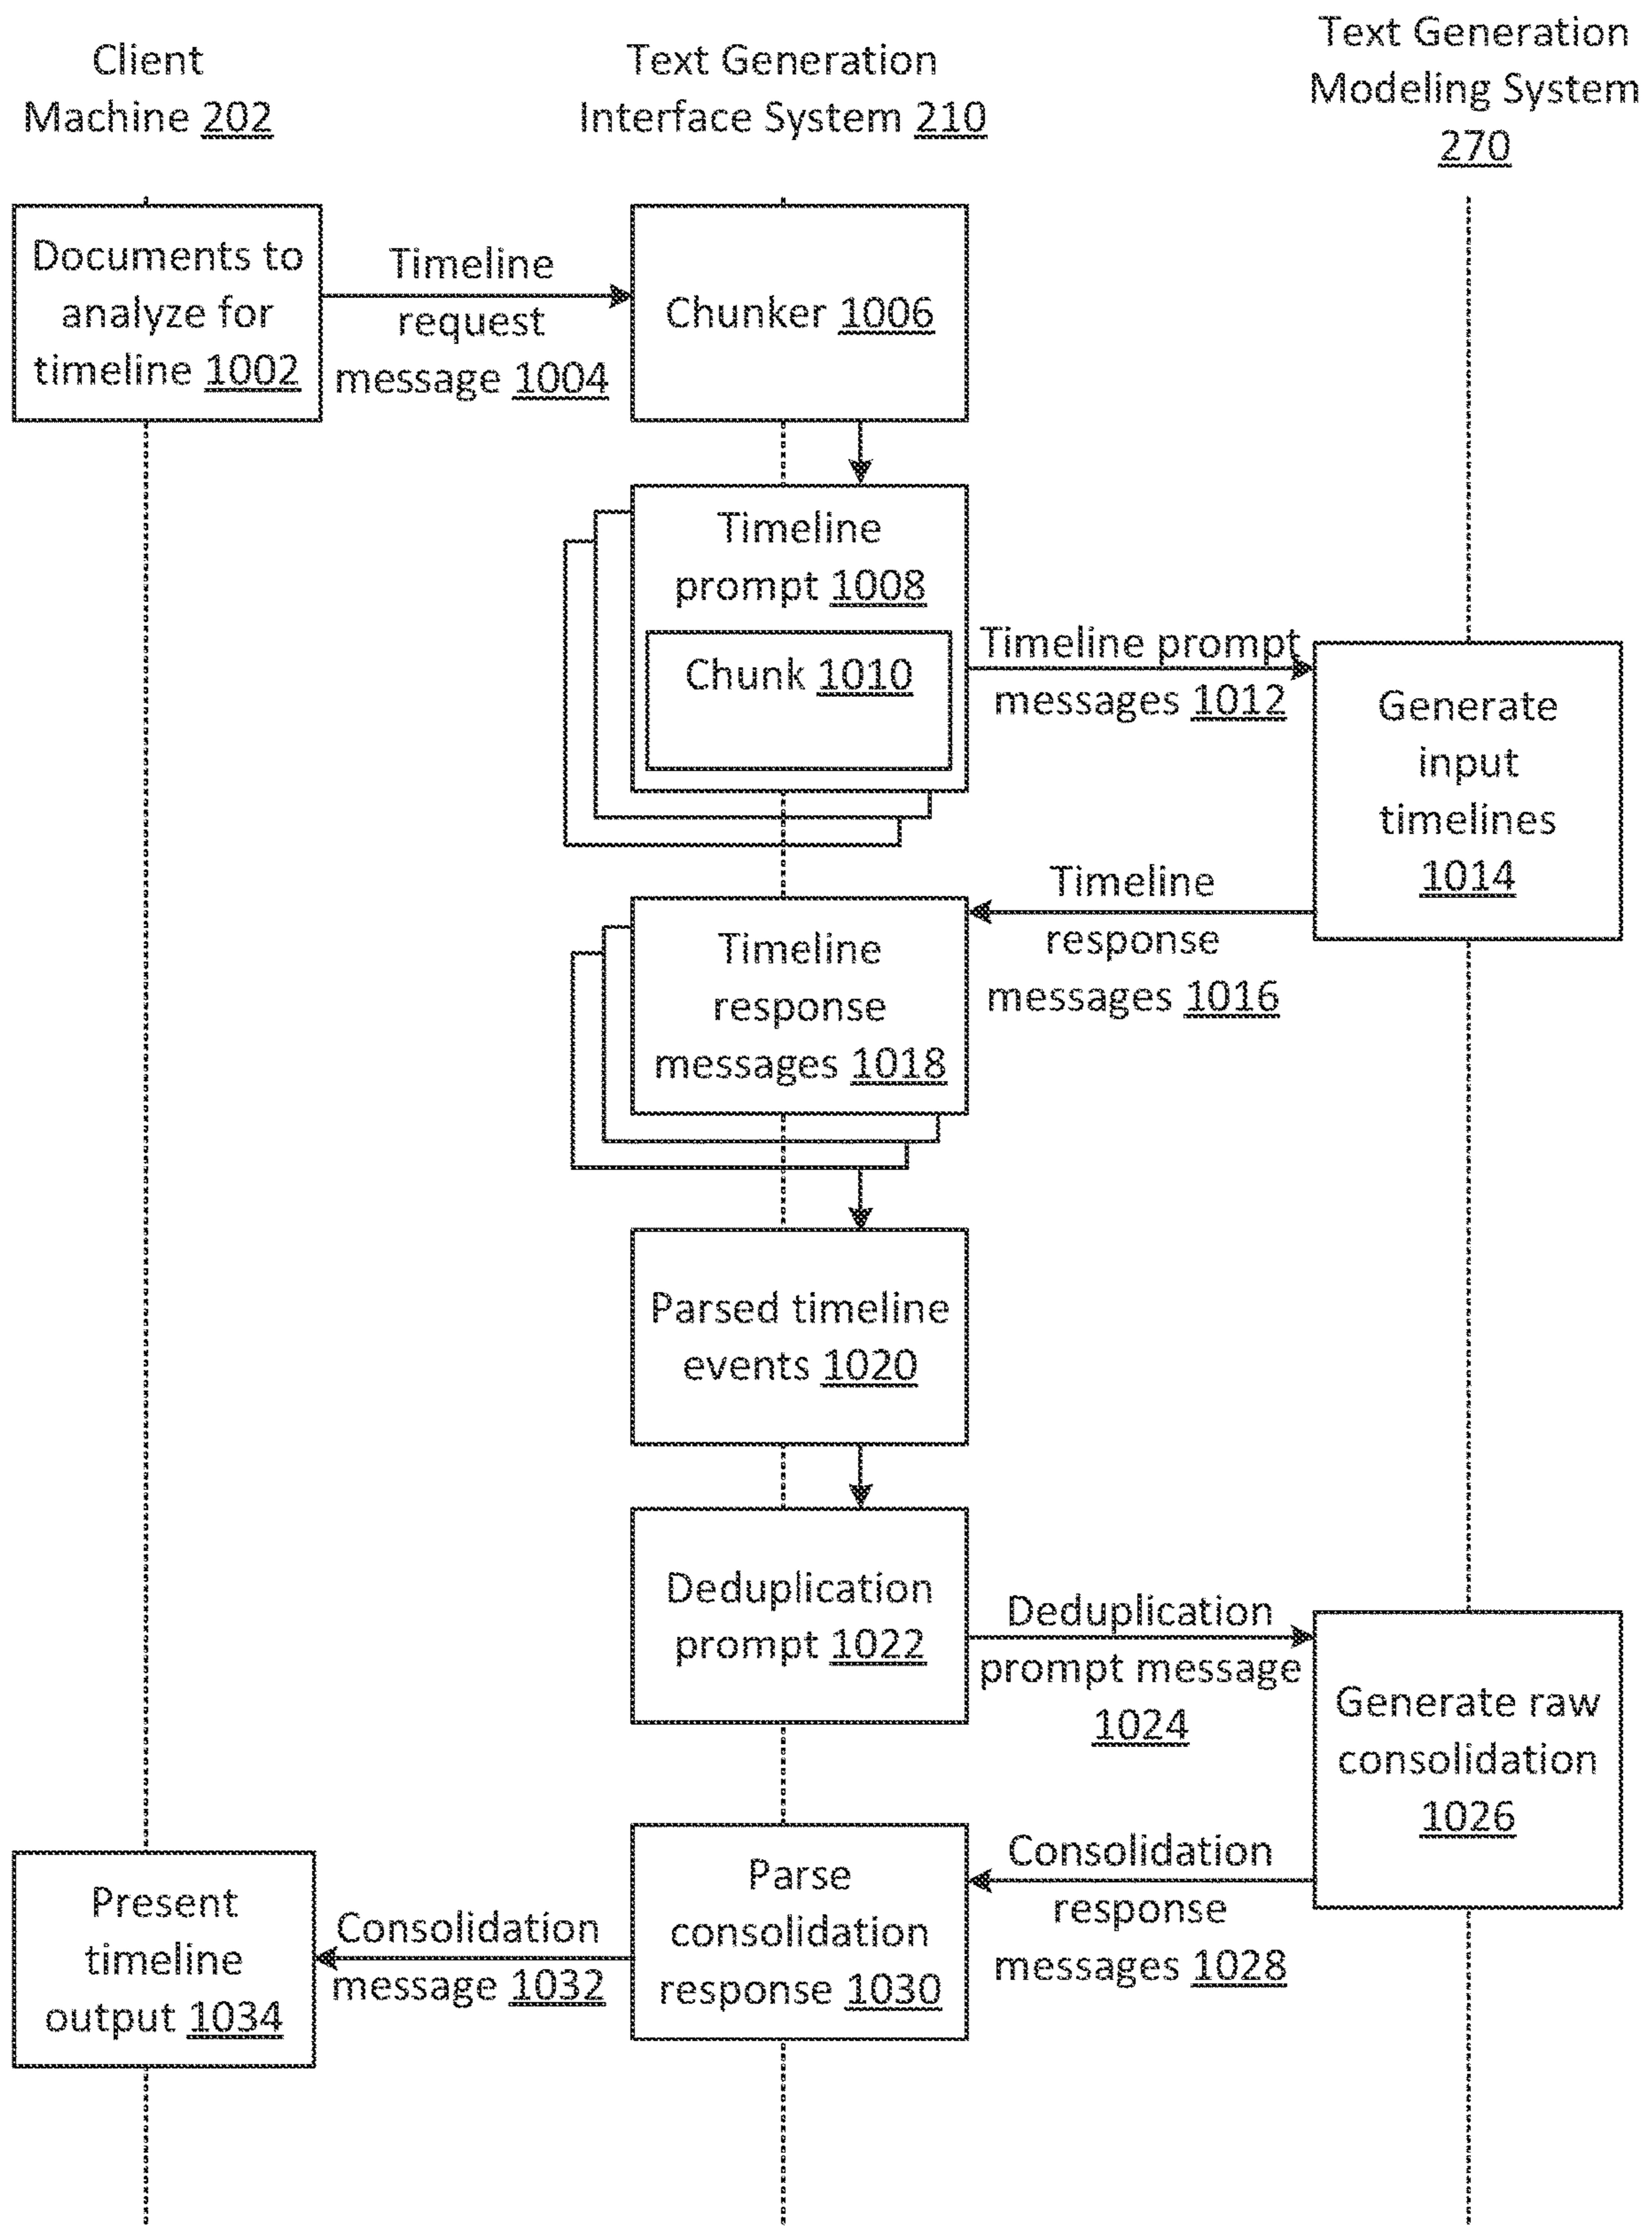 Client
Machine 202
Text Generation
Interface System 210
Text Generation
Modeling System
270
Documents to
analyze for
timeline 1002
Timeline
request
message 1004
Chunker 1006
Timeline
prompt 1008
Chunk 1010
Timeline prompt
messages 1012
Generate
input
timelines
1014
Timeline
response
messages 1016
Timeline
response
messages 1018
Parsed timeline
events 1020
Deduplication
prompt 1022
Deduplication
prompt message
1024
Generate raw
consolidation
1026
Consolidation
response
messages 1028
Parse
consolidation
response 1030
Consolidation
message 1032
Present
timeline
output 1034